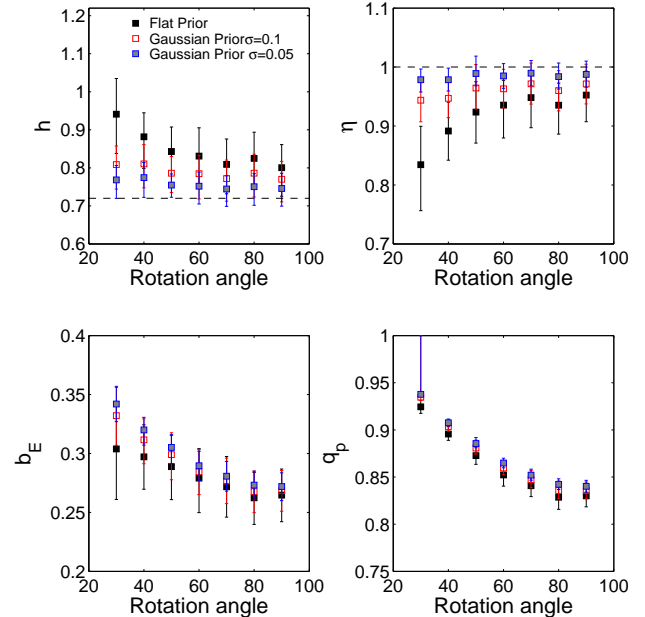 1.2
1.1
1
0.9
0.8
0.7
0.6
h
20 40 60 80 100
Rotation angle
Flat Prior
Gaussian Priorσ=0.1
Gaussian Prior σ=0.05
1
0.9
0.8
0.7
η
20 40 60 80 100
Rotation angle
0.4
0.35
0.3
0.25
0.2
b_E
20 40 60 80 100
Rotation angle
1
0.95
0.9
0.85
0.8
0.75
q_p
20 40 60 80 100
Rotation angle